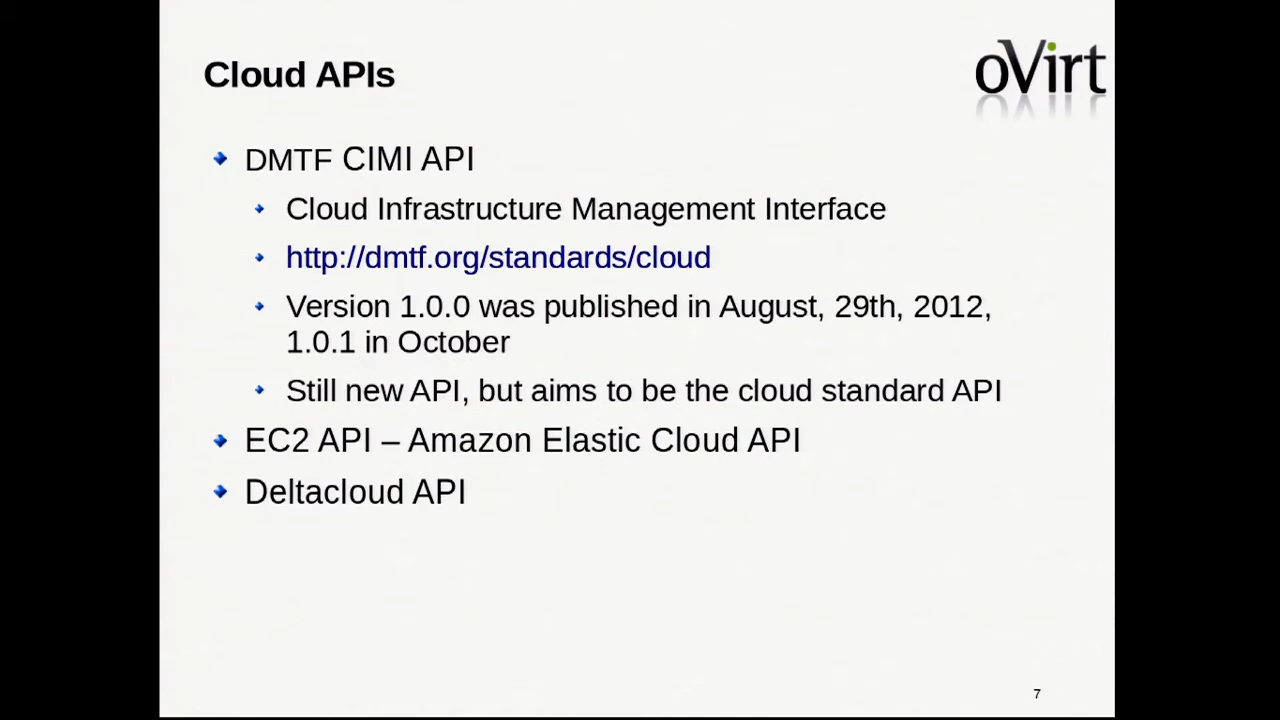 Cloud APIs
oVirt
DMTF CIMI API
Cloud Infrastructure Management Interface
http://dmtf.org/standards/cloud
Version 1.0.0 was published in August, 29th, 2012,
1.0.1 in October
Still new API, but aims to be the cloud standard API
EC2 API – Amazon Elastic Cloud API
Deltacloud API
7